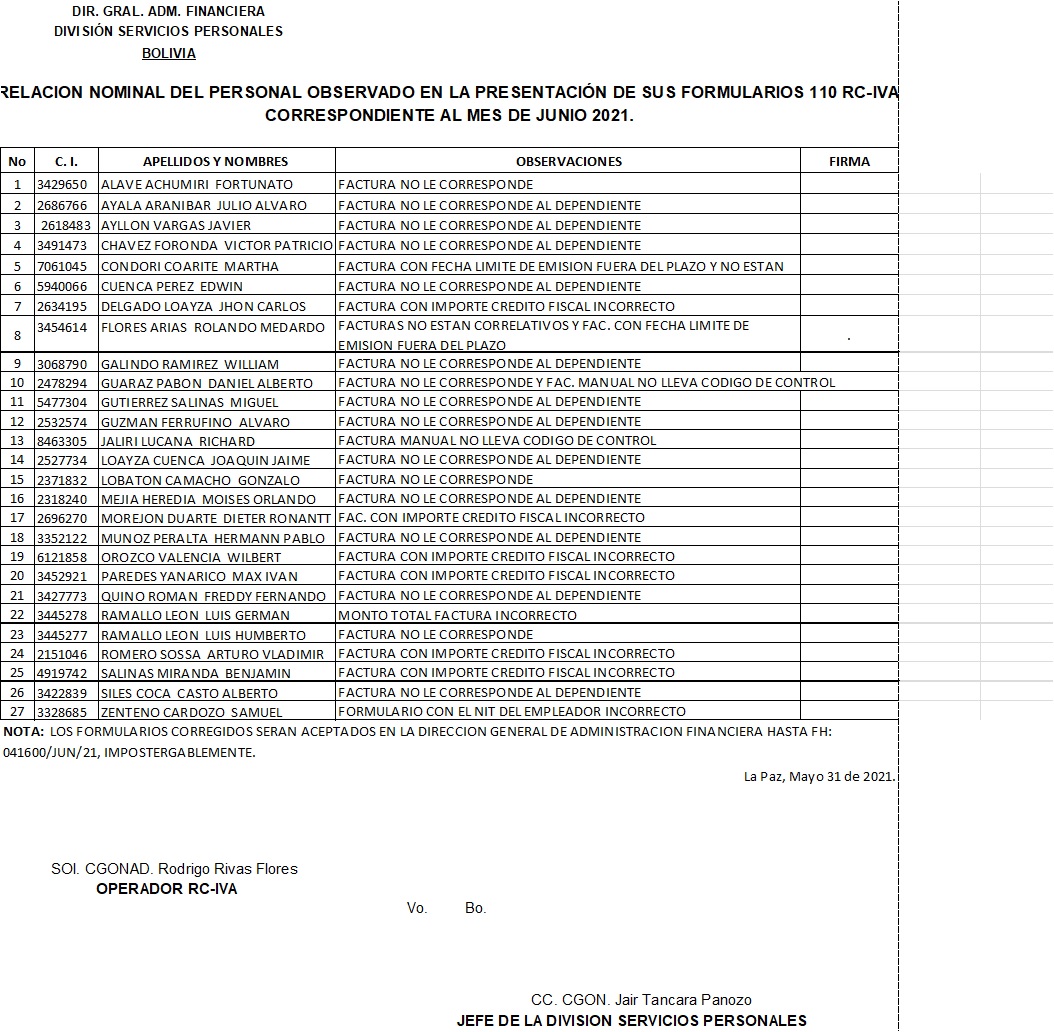 DIR. GRAL. ADM. FINANCIERA
DIVISIÓN SERVICIOS PERSONALES
BOLIVIA
RELACION NOMINAL DEL PERSONAL OBSERVADO EN LA PRESENTACIÓN DE SUS FORMULARIOS 110 RC-IVA
CORRESPONDIENTE AL MES DE JUNIO 2021.
No C. I. APELLIDOS Y NOMBRES OBSERVACIONES FIRMA
1 3429650 ALAVE ACHUMIRI FORTUNATO FACTURA NO LE CORRESPONDE
2 2686766 AYALA ARANIBAR JULIO ALVARO FACTURA NO LE CORRESPONDE AL DEPENDIENTE
3 2618483 AYLLON VARGAS JAVIER FACTURA NO LE CORRESPONDE AL DEPENDIENTE
4 3491473 CHAVEZ FORONDA VICTOR PATRICIO FACTURA NO LE CORRESPONDE AL DEPENDIENTE
5 7061045 CONDORI COARITE MARTHA FACTURA CON FECHA LIMITE DE EMISION FUERA DEL PLAZO Y NO ESTAN
6 5940066 CUENCA PEREZ EDWIN FACTURA NO LE CORRESPONDE AL DEPENDIENTE
7 2634195 DELGADO LOAYZA JHON CARLOS FACTURA CON IMPORTE CREDITO FISCAL INCORRECTO
8 3454614 FLORES ARIAS ROLANDO MEDARDO FACTURAS NO ESTAN CORRELATIVOS Y FAC. CON FECHA LIMITE DE
EMISION FUERA DEL PLAZO .
9 3068790 GALINDO RAMIREZ WILLIAM FACTURA NO LE CORRESPONDE AL DEPENDIENTE
10 2478294 GUARAZ PABON DANIEL ALBERTO FACTURA NO LE CORRESPONDE Y FAC. MANUAL NO LLEVA CODIGO DE CONTROL
11 5477304 GUTIERREZ SALINAS MIGUEL FACTURA NO LE CORRESPONDE AL DEPENDIENTE
12 2532574 GUZMAN FERRUFINO ALVARO FACTURA NO LE CORRESPONDE AL DEPENDIENTE
13 8463305 JALIRI LUCANA RICHARD FACTURA MANUAL NO LLEVA CODIGO DE CONTROL
14 2527734 LOAYZA CUENCA JOAQUIN JAIME FACTURA NO LE CORRESPONDE AL DEPENDIENTE
15 2371832 LOBATON CAMACHO GONZALO FACTURA NO LE CORRESPONDE
16 2318240 MEJIA HEREDIA MOISES ORLANDO FACTURA NO LE CORRESPONDE AL DEPENDIENTE
17 2696270 MOREJON DUARTE DIETER RONANTT FAC. CON IMPORTE CREDITO FISCAL INCORRECTO
18 3352122 MUNOZ PERALTA HERMANN PABLO FACTURA NO LE CORRESPONDE AL DEPENDIENTE
19 6121858 OROZCO VALENCIA WILBERT FACTURA CON IMPORTE CREDITO FISCAL INCORRECTO
20 3452921 PAREDES YANARICO MAX IVAN FACTURA CON IMPORTE CREDITO FISCAL INCORRECTO
21 3427773 QUINO ROMAN FREDDY FERNANDO FACTURA NO LE CORRESPONDE AL DEPENDIENTE
22 3445278 RAMALLO LEON LUIS GERMAN MONTO TOTAL FACTURA INCORRECTO
23 3445277 RAMALLO LEON LUIS HUMBERTO FACTURA NO LE CORRESPONDE
24 2151046 ROMERO SOSSA ARTURO VLADIMIR FACTURA CON IMPORTE CREDITO FISCAL INCORRECTO
25 4919742 SALINAS MIRANDA BENJAMIN FACTURA CON IMPORTE CREDITO FISCAL INCORRECTO
26 3422839 SILES COCA CASTO ALBERTO FACTURA NO LE CORRESPONDE AL DEPENDIENTE
27 3328685 ZENTENO CARDOZO SAMUEL FORMULARIO CON EL NIT DEL EMPLEADOR INCORRECTO
NOTA: LOS FORMULARIOS CORREGIDOS SERAN ACEPTADOS EN LA DIRECCION GENERAL DE ADMINISTRACION FINANCIERA HASTA FH:
041600/JUN/21, IMPOSTERGABLEMENTE.
La Paz, Mayo 31 de 2021.
SOI. CGONAD. Rodrigo Rivas Flores
OPERADOR RC-IVA
Vo. Bo.
CC. CGON. Jair Tancara Panozo
JEFE DE LA DIVISION SERVICIOS PERSONALES